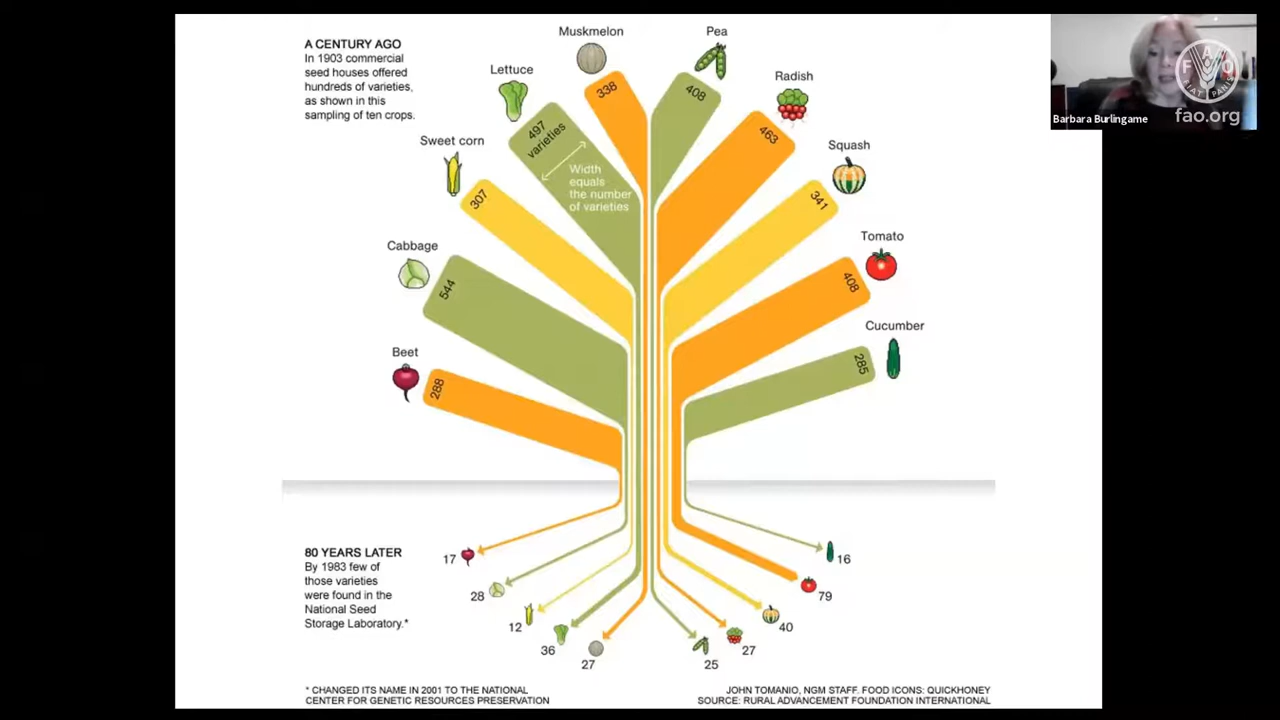 A CENTURY AGO
In 1903 commercial
seed houses offered
hundreds of varieties,
as shown in this
sampling of ten crops.
Muskmelon
338
Pea
408
Lettuce
497
varieties
Width
equals
the number
of varieties
Radish
463
Sweet corn
307
Squash
341
Cabbage
544
Tomato
408
Beet
288
Cucumber
285
80 YEARS LATER
By 1983 few of
those varieties
were found in the
National Seed
Storage Laboratory.*
17
28
12
36
27
25
27
40
79
16
* CHANGED ITS NAME IN 2001 TO THE NATIONAL
CENTER FOR GENETIC RESOURCES PRESERVATION
JOHN TOMANIO, NGM STAFF. FOOD ICONS: QUICKHONEY
SOURCE: RURAL ADVANCEMENT FOUNDATION INTERNATIONAL
Barbara Burlingame
F A O
FIAT PANIS
fao.org